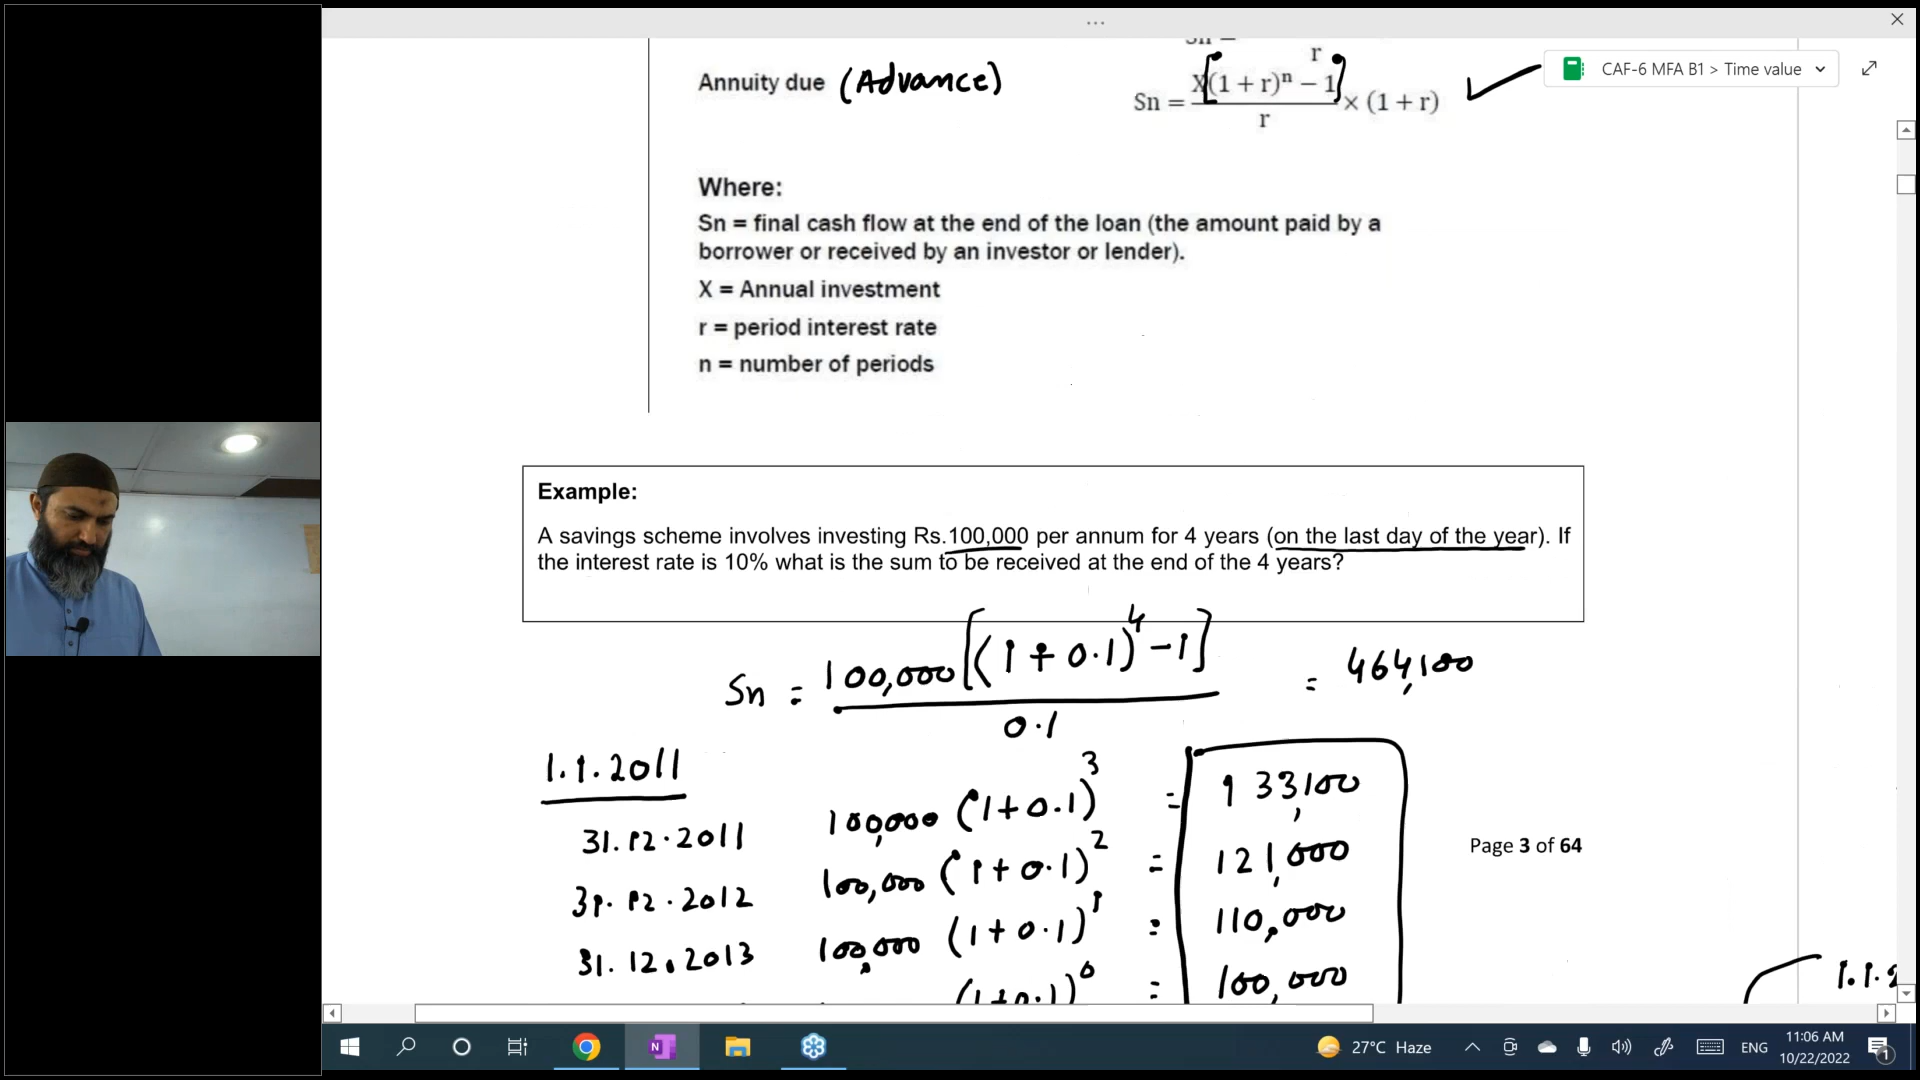 CAF-6 MFA B1 > Time value
Annuity due (Advance)
Sn = X[(1 + r)ⁿ − 1] / r × (1 + r)
Where:
Sn = final cash flow at the end of the loan (the amount paid by a
borrower or received by an investor or lender).
X = Annual investment
r = period interest rate
n = number of periods
Example:
A savings scheme involves investing Rs.100,000 per annum for 4 years (on the last day of the year). If
the interest rate is 10% what is the sum to be received at the end of the 4 years?
Sn = 100,000[(1+0.1)⁴ −1] / 0.1 = 464,100
1.1.2011
31.12.2011 100,000 (1+0.1)³ = 133,100
31.12.2012 100,000 (1+0.1)² = 121,000
31.12.2013 100,000 (1+0.1)¹ = 110,000
(1+0.1)⁰ = 100,000
Page 3 of 64
27°C Haze
ENG
11:06 AM
10/22/2022
1